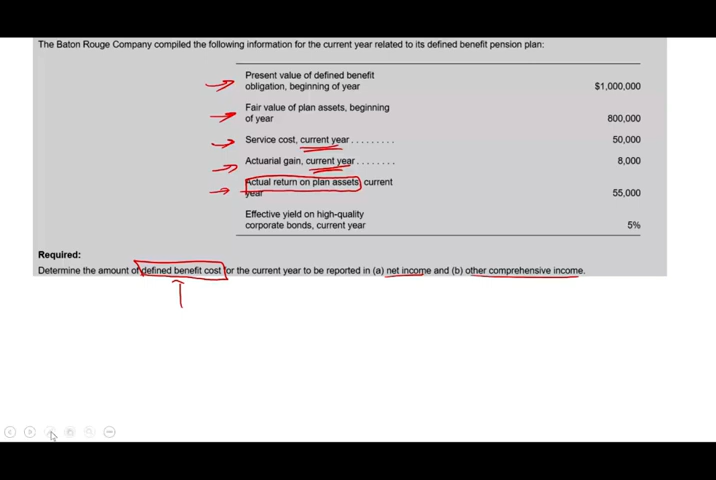 The Baton Rouge Company compiled the following information for the current year related to its defined benefit pension plan:
Present value of defined benefit
obligation, beginning of year $1,000,000
Fair value of plan assets, beginning
of year 800,000
Service cost, current year . . . . . . . . . 50,000
Actuarial gain, current year . . . . . . . . 8,000
Actual return on plan assets, current
year 55,000
Effective yield on high-quality
corporate bonds, current year 5%
Required:
Determine the amount of defined benefit cost for the current year to be reported in (a) net income and (b) other comprehensive income.